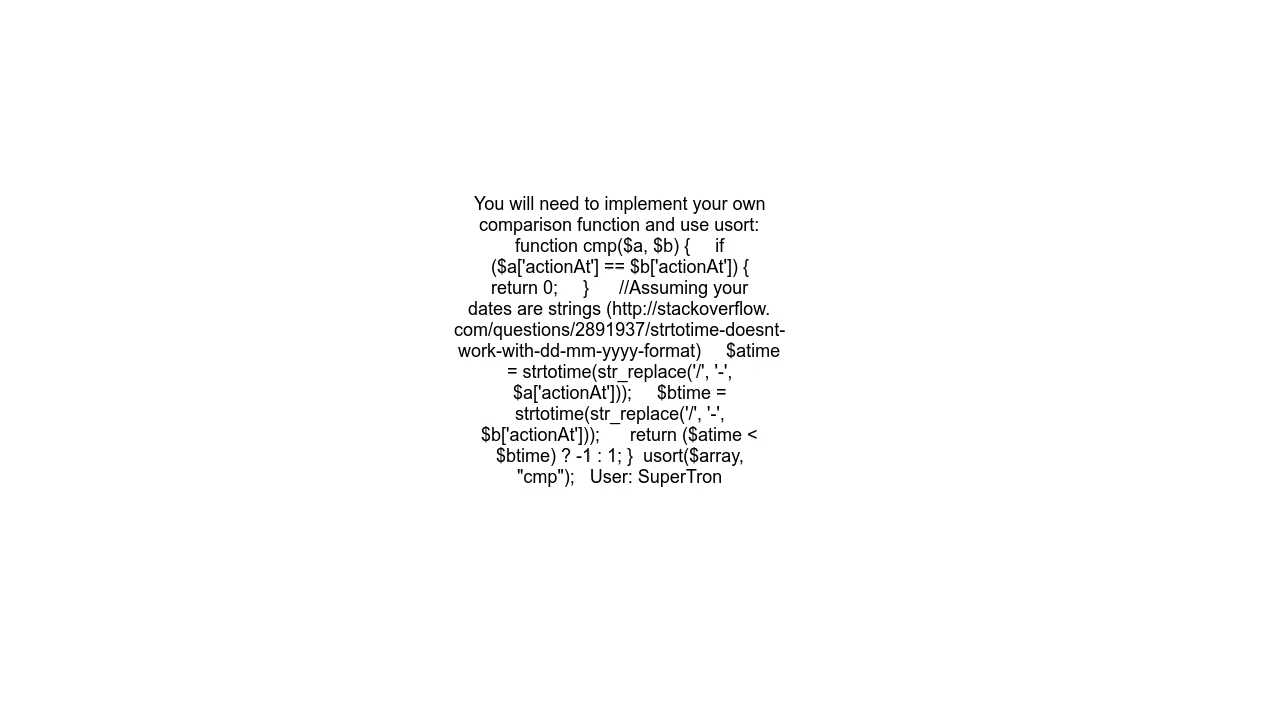 You will need to implement your own
comparison function and use usort:
function cmp($a, $b) {     if
($a['actionAt'] == $b['actionAt']) {
return 0;     }      //Assuming your
dates are strings (http://stackoverflow.
com/questions/2891937/strtotime-doesnt-
work-with-dd-mm-yyyy-format)     $atime
= strtotime(str_replace('/', '-',
$a['actionAt']));     $btime =
strtotime(str_replace('/', '-',
$b['actionAt']));      return ($atime <
$btime) ? -1 : 1; }  usort($array,
"cmp");   User: SuperTron